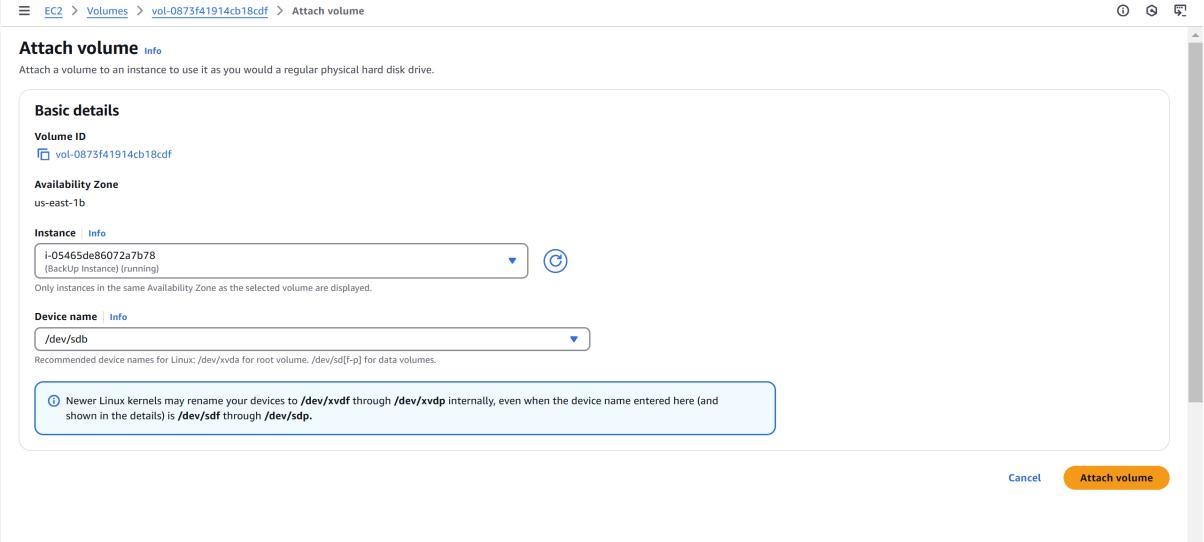 EC2 > Volumes > vol-0873f41914cb18cdf > Attach volume
Attach volume Info
Attach a volume to an instance to use it as you would a regular physical hard disk drive.
Basic details
Volume ID
vol-0873f41914cb18cdf
Availability Zone
us-east-1b
Instance | Info
i-05465de86072a7b78
(BackUp Instance) (running)
Only instances in the same Availability Zone as the selected volume are displayed.
Device name | Info
/dev/sdb
Recommended device names for Linux: /dev/xvda for root volume. /dev/sd[f-p] for data volumes.
Newer Linux kernels may rename your devices to /dev/xvdf through /dev/xvdp internally, even when the device name entered here (and
shown in the details) is /dev/sdf through /dev/sdp.
Cancel Attach volume